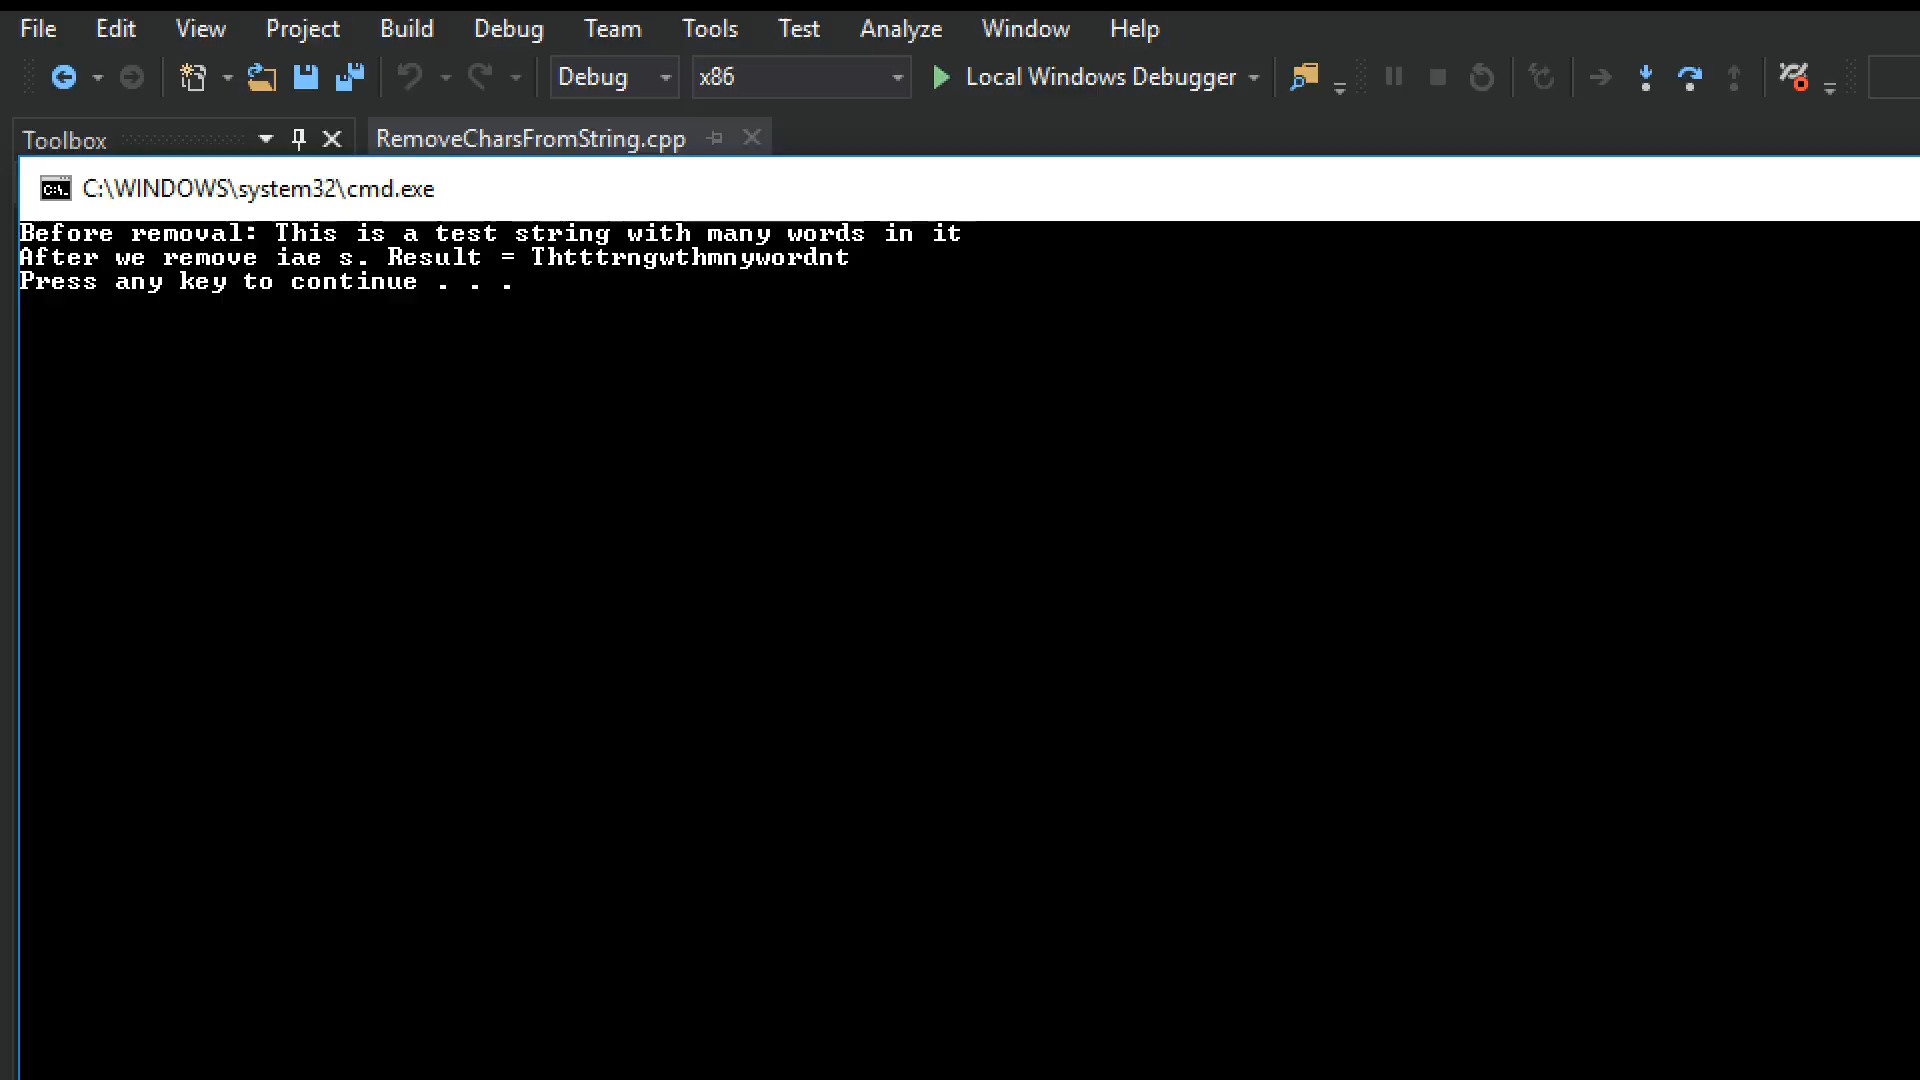 File Edit View Project Build Debug Team Tools Test Analyze Window Help
Debug x86 Local Windows Debugger
Toolbox RemoveCharsFromString.cpp
C:\WINDOWS\system32\cmd.exe
Before removal: This is a test string with many words in it
After we remove iae s. Result = Thtttrngwthmnywordnt
Press any key to continue . . .